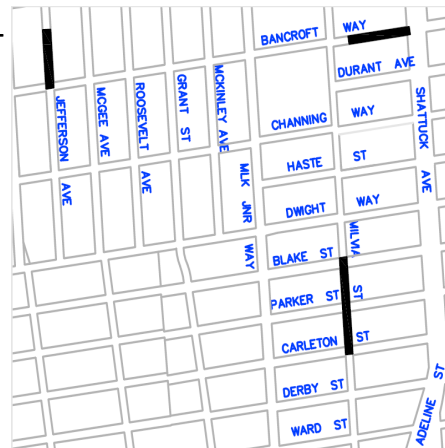 BANCROFT WAY
DURANT AVE
CHANNING WAY
HASTE ST
DWIGHT WAY
BLAKE ST
PARKER ST
CARLETON ST
DERBY ST
WARD ST
JEFFERSON AVE
MCGEE AVE
ROOSEVELT AVE
GRANT ST
MCKINLEY AVE
MLK JNR WAY
MILVIA ST
SHATTUCK AVE
ADELINE ST